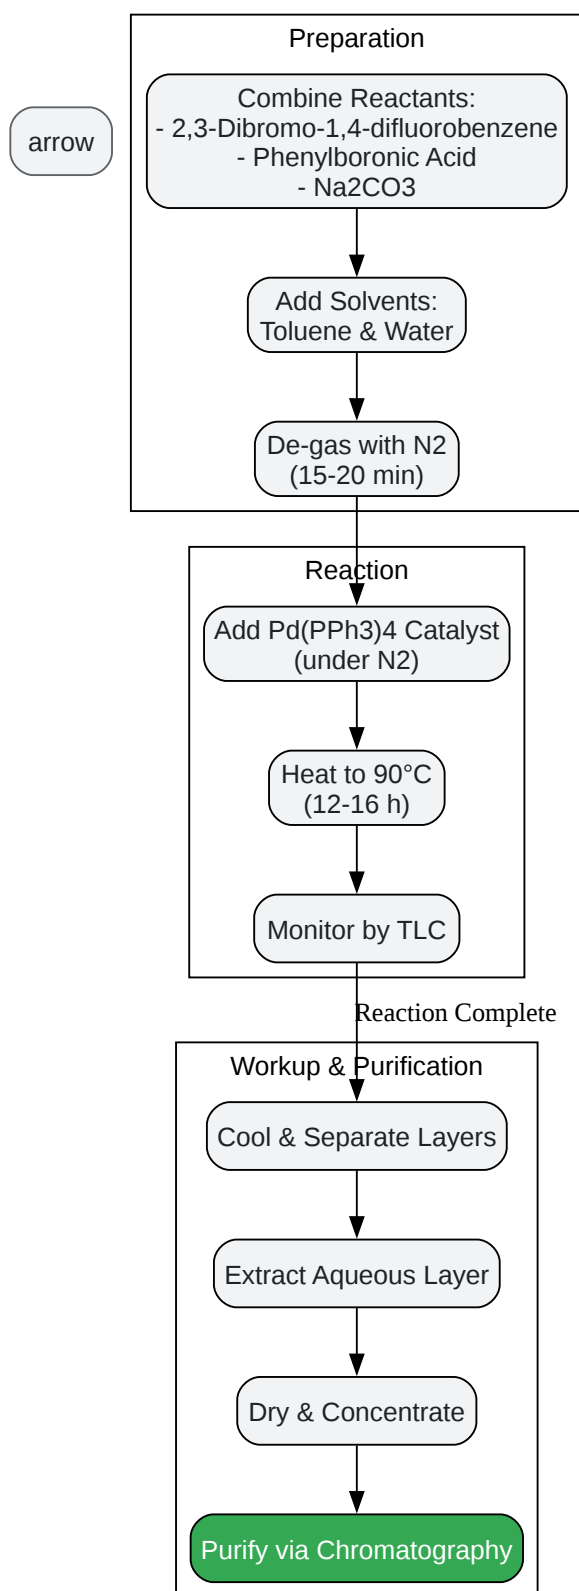 Preparation
Combine Reactants:
- 2,3-Dibromo-1,4-difluorobenzene
- Phenylboronic Acid
- Na2CO3
arrow
Add Solvents:
Toluene & Water
De-gas with N2
(15-20 min)
Reaction
Add Pd(PPh3)4 Catalyst
(under N2)
Heat to 90°C
(12-16 h)
Monitor by TLC
Reaction Complete
Workup & Purification
Cool & Separate Layers
Extract Aqueous Layer
Dry & Concentrate
Purify via Chromatography